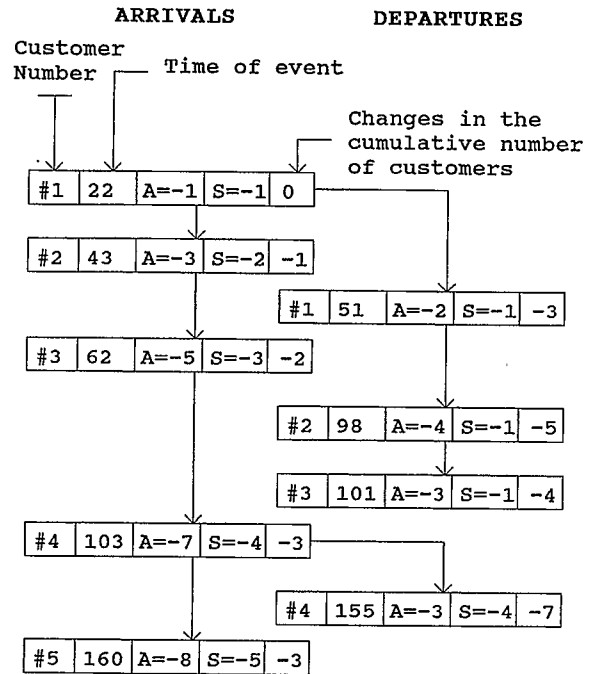 ARRIVALS DEPARTURES
Customer
Number
Time of event
Changes in the
cumulative number
of customers
#1 22 A=-1 S=-1 0
#2 43 A=-3 S=-2 -1
#1 51 A=-2 S=-1 -3
#3 62 A=-5 S=-3 -2
#2 98 A=-4 S=-1 -5
#3 101 A=-3 S=-1 -4
#4 103 A=-7 S=-4 -3
#4 155 A=-3 S=-4 -7
#5 160 A=-8 S=-5 -3